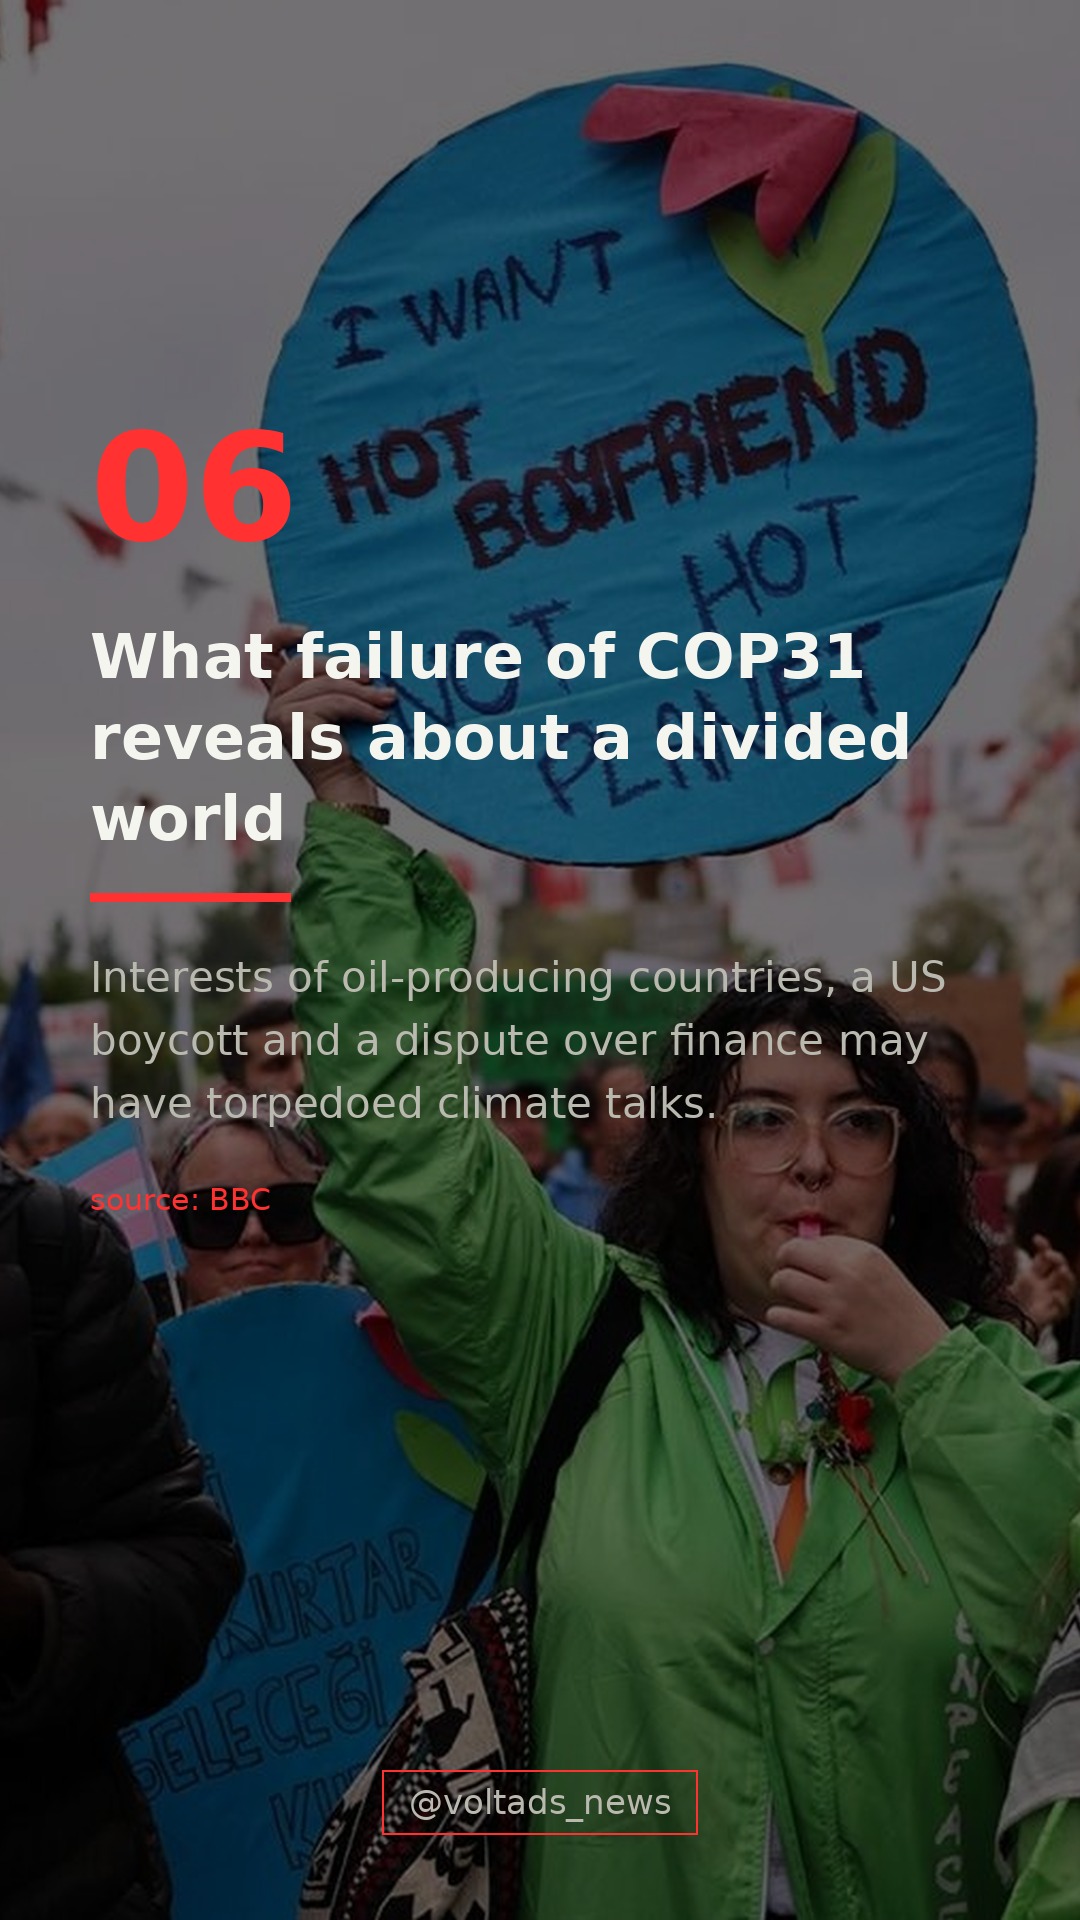 I WANT
HOT
BOYFRIEND
NOT HOT
PLANET
06
What failure of COP31
reveals about a divided
world
Interests of oil-producing countries, a US
boycott and a dispute over finance may
have torpedoed climate talks.
source: BBC
KURTAR
GELECEĞİ
@voltads_news